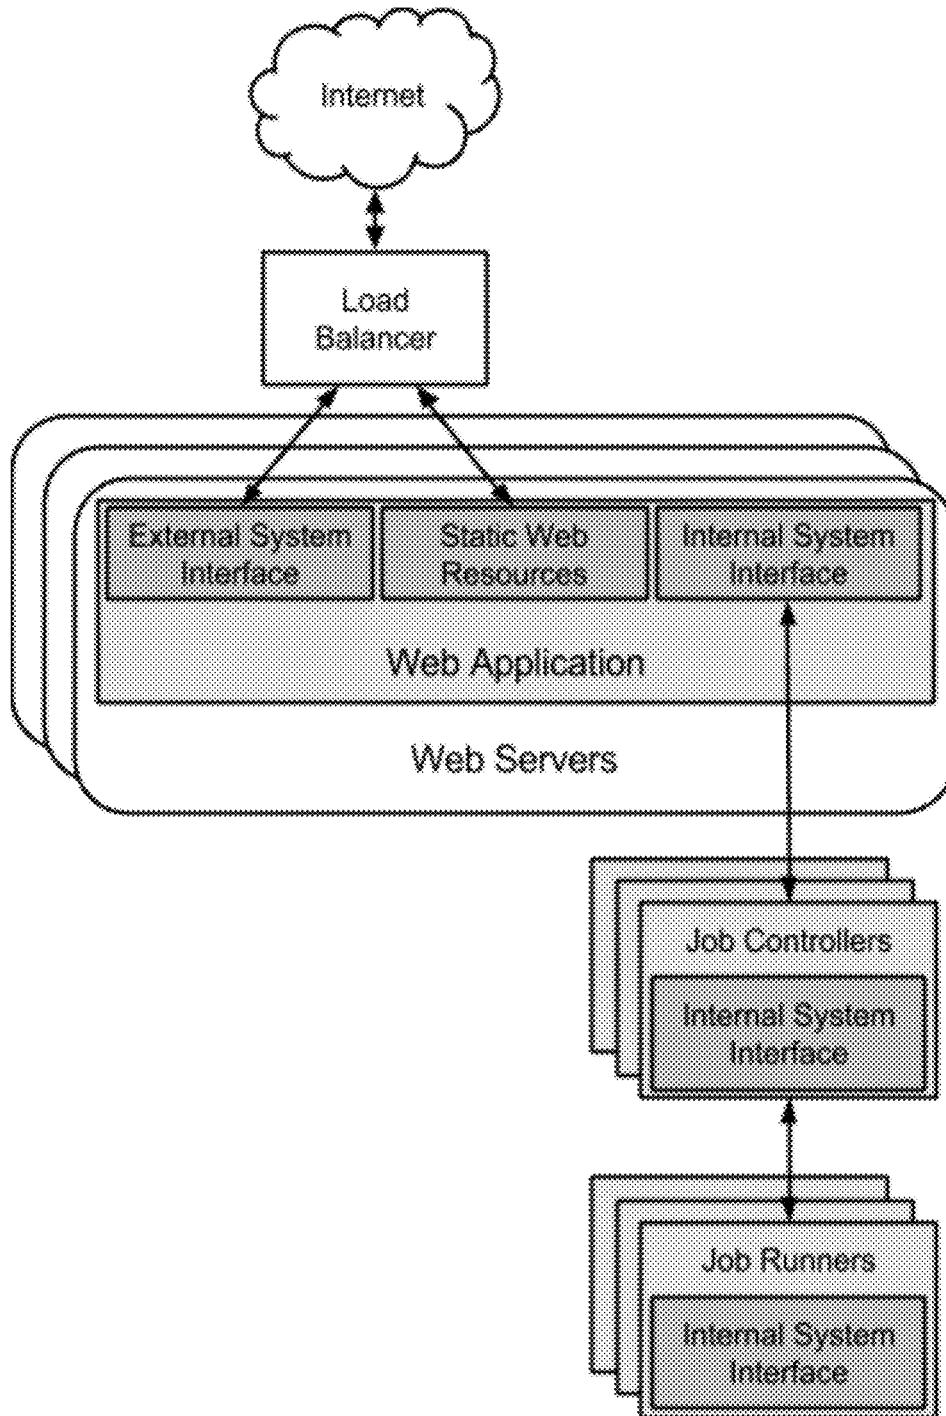 Internet
Load
Balancer
External System
Interface
Static Web
Resources
Internal System
Interface
Web Application
Web Servers
Job Controllers
Internal System
Interface
Job Runners
Internal System
Interface